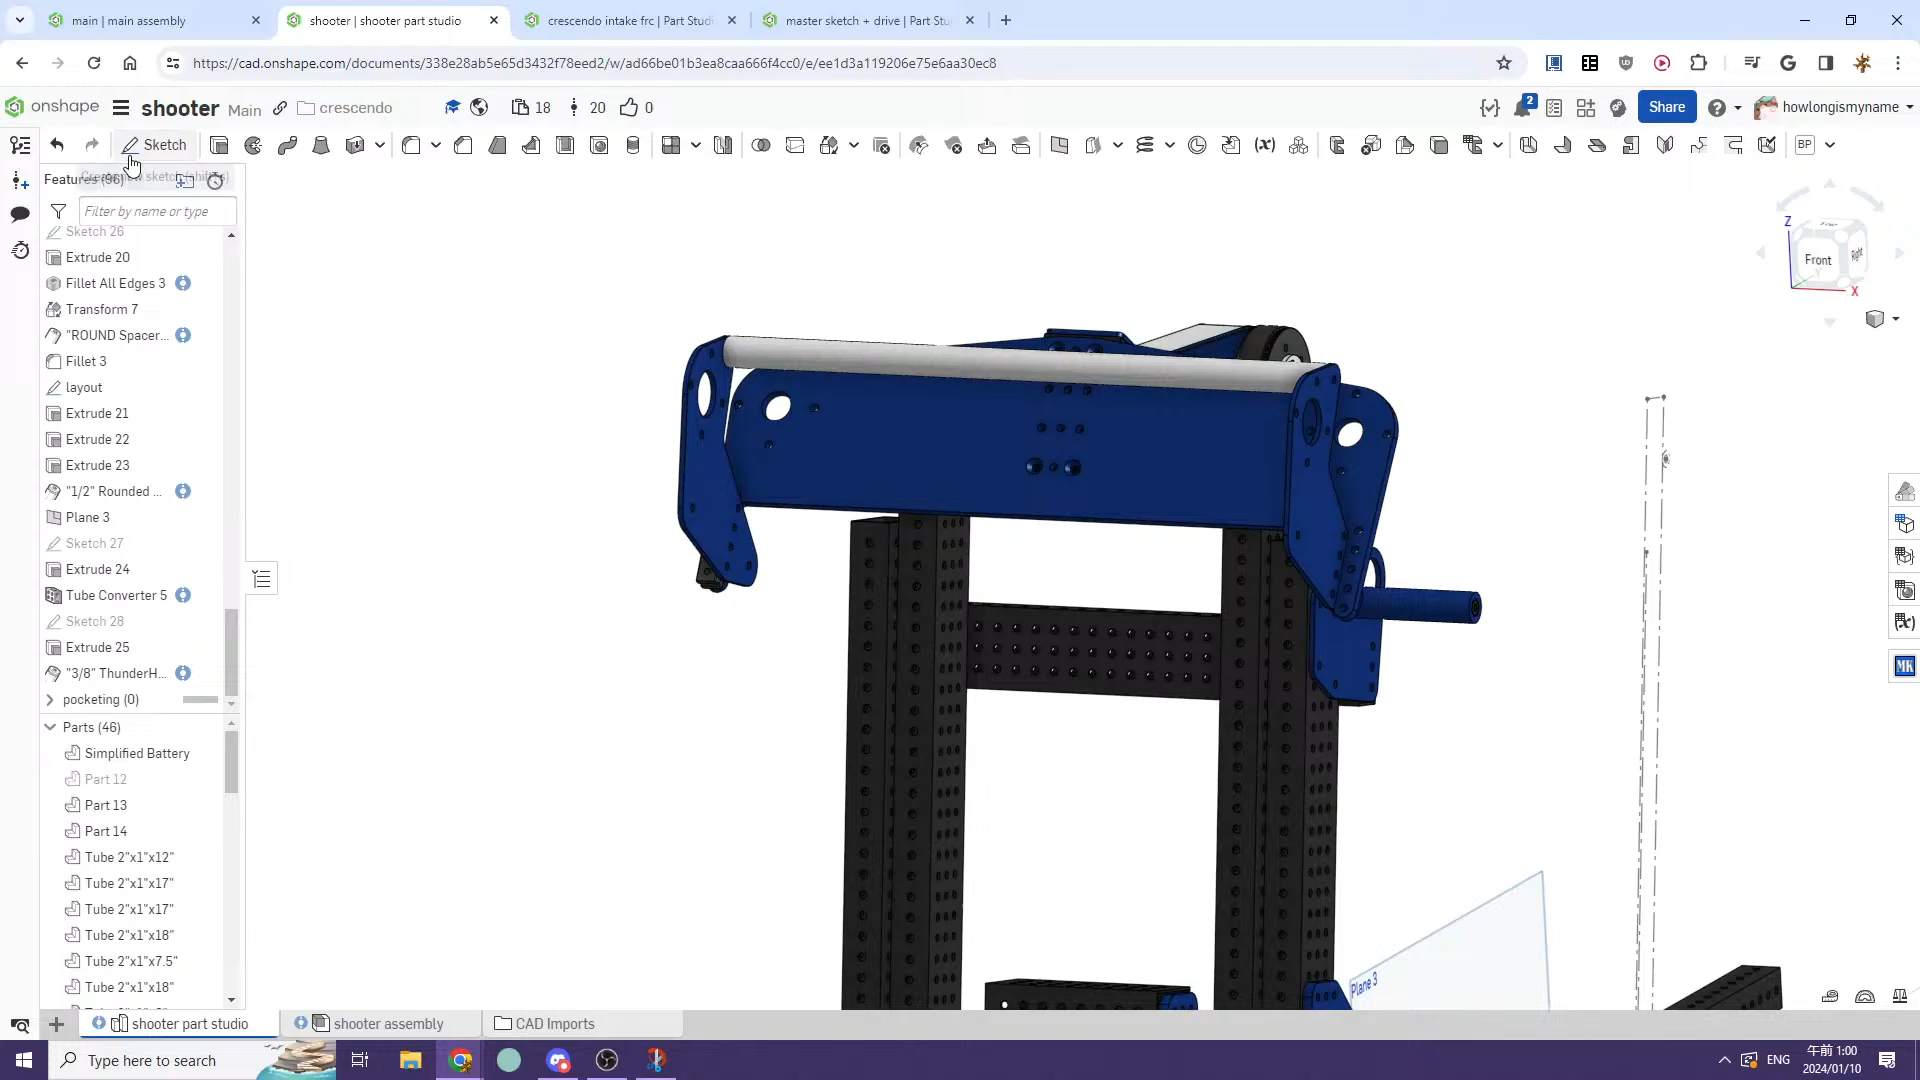 main | main assembly
shooter | shooter part studio
crescendo intake frc | Part Studi
master sketch + drive | Part Stu
https://cad.onshape.com/documents/338e28ab5e65d3432f78eed2/w/ad66be01b3ea8caa666f4cc0/e/ee1d3a119206e75e6aa30ec8
onshape
shooter Main
crescendo
18
20
0
2
Share
howlongismyname
Sketch
(x)
BP
Features (96)
Filter by name or type
Sketch 26
Extrude 20
Fillet All Edges 3
Transform 7
"ROUND Spacer...
Fillet 3
layout
Extrude 21
Extrude 22
Extrude 23
"1/2" Rounded ...
Plane 3
Sketch 27
Extrude 24
Tube Converter 5
Sketch 28
Extrude 25
"3/8" ThunderH...
pocketing (0)
Parts (46)
Simplified Battery
Part 12
Part 13
Part 14
Tube 2"x1"x12"
Tube 2"x1"x17"
Tube 2"x1"x17"
Tube 2"x1"x18"
Tube 2"x1"x7.5"
Tube 2"x1"x18"
Z
Top
Front
Right
X
Plane 3
MK
shooter part studio
shooter assembly
CAD Imports
Type here to search
ENG
午前 1:00
2024/01/10